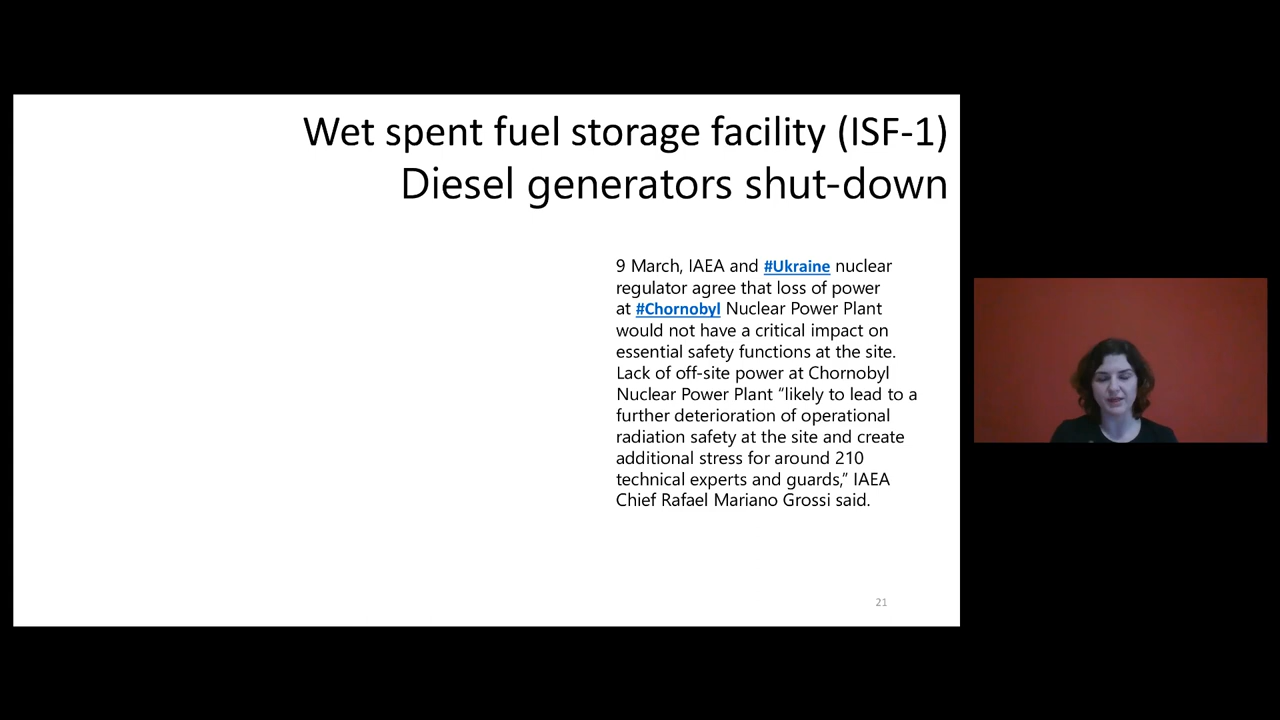 Wet spent fuel storage facility (ISF-1)
Diesel generators shut-down
9 March, IAEA and #Ukraine nuclear
regulator agree that loss of power
at #Chornobyl Nuclear Power Plant
would not have a critical impact on
essential safety functions at the site.
Lack of off-site power at Chornobyl
Nuclear Power Plant “likely to lead to a
further deterioration of operational
radiation safety at the site and create
additional stress for around 210
technical experts and guards,” IAEA
Chief Rafael Mariano Grossi said.
21